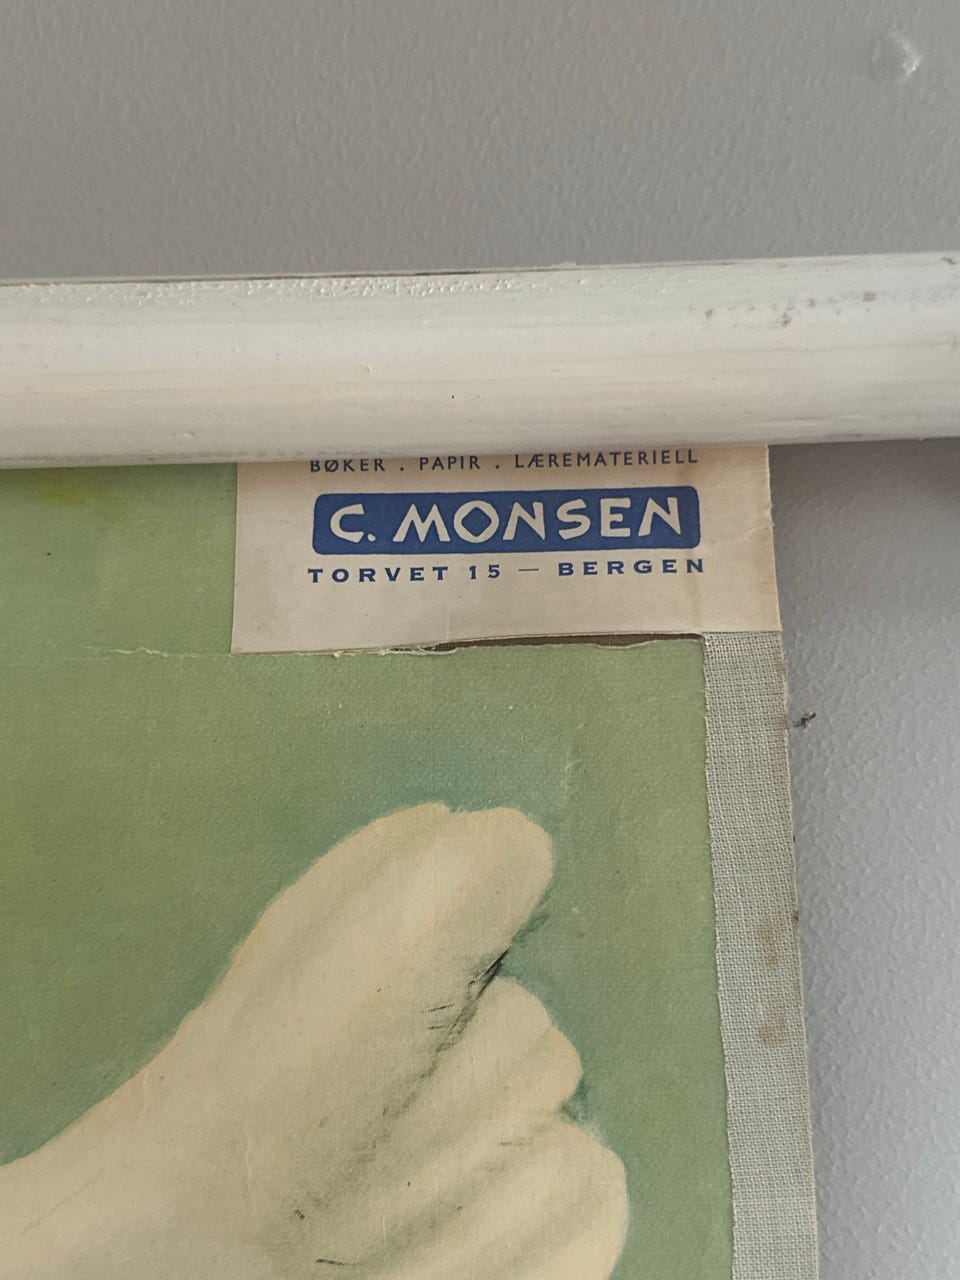 BØKER . PAPIR . LÆREMATERIELL
C. MONSEN
TORVET 15 — BERGEN